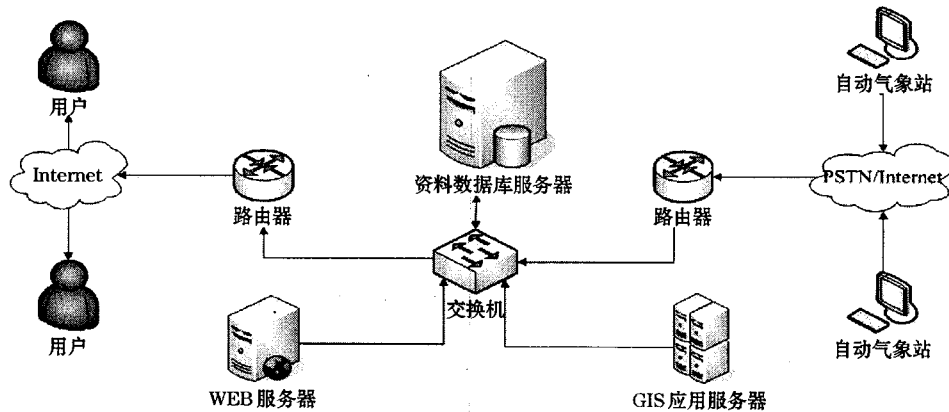 用户
自动气象站
Internet
资料数据库服务器
PSTN/Internet
路由器
路由器
交换机
用户
自动气象站
WEB服务器
GIS应用服务器